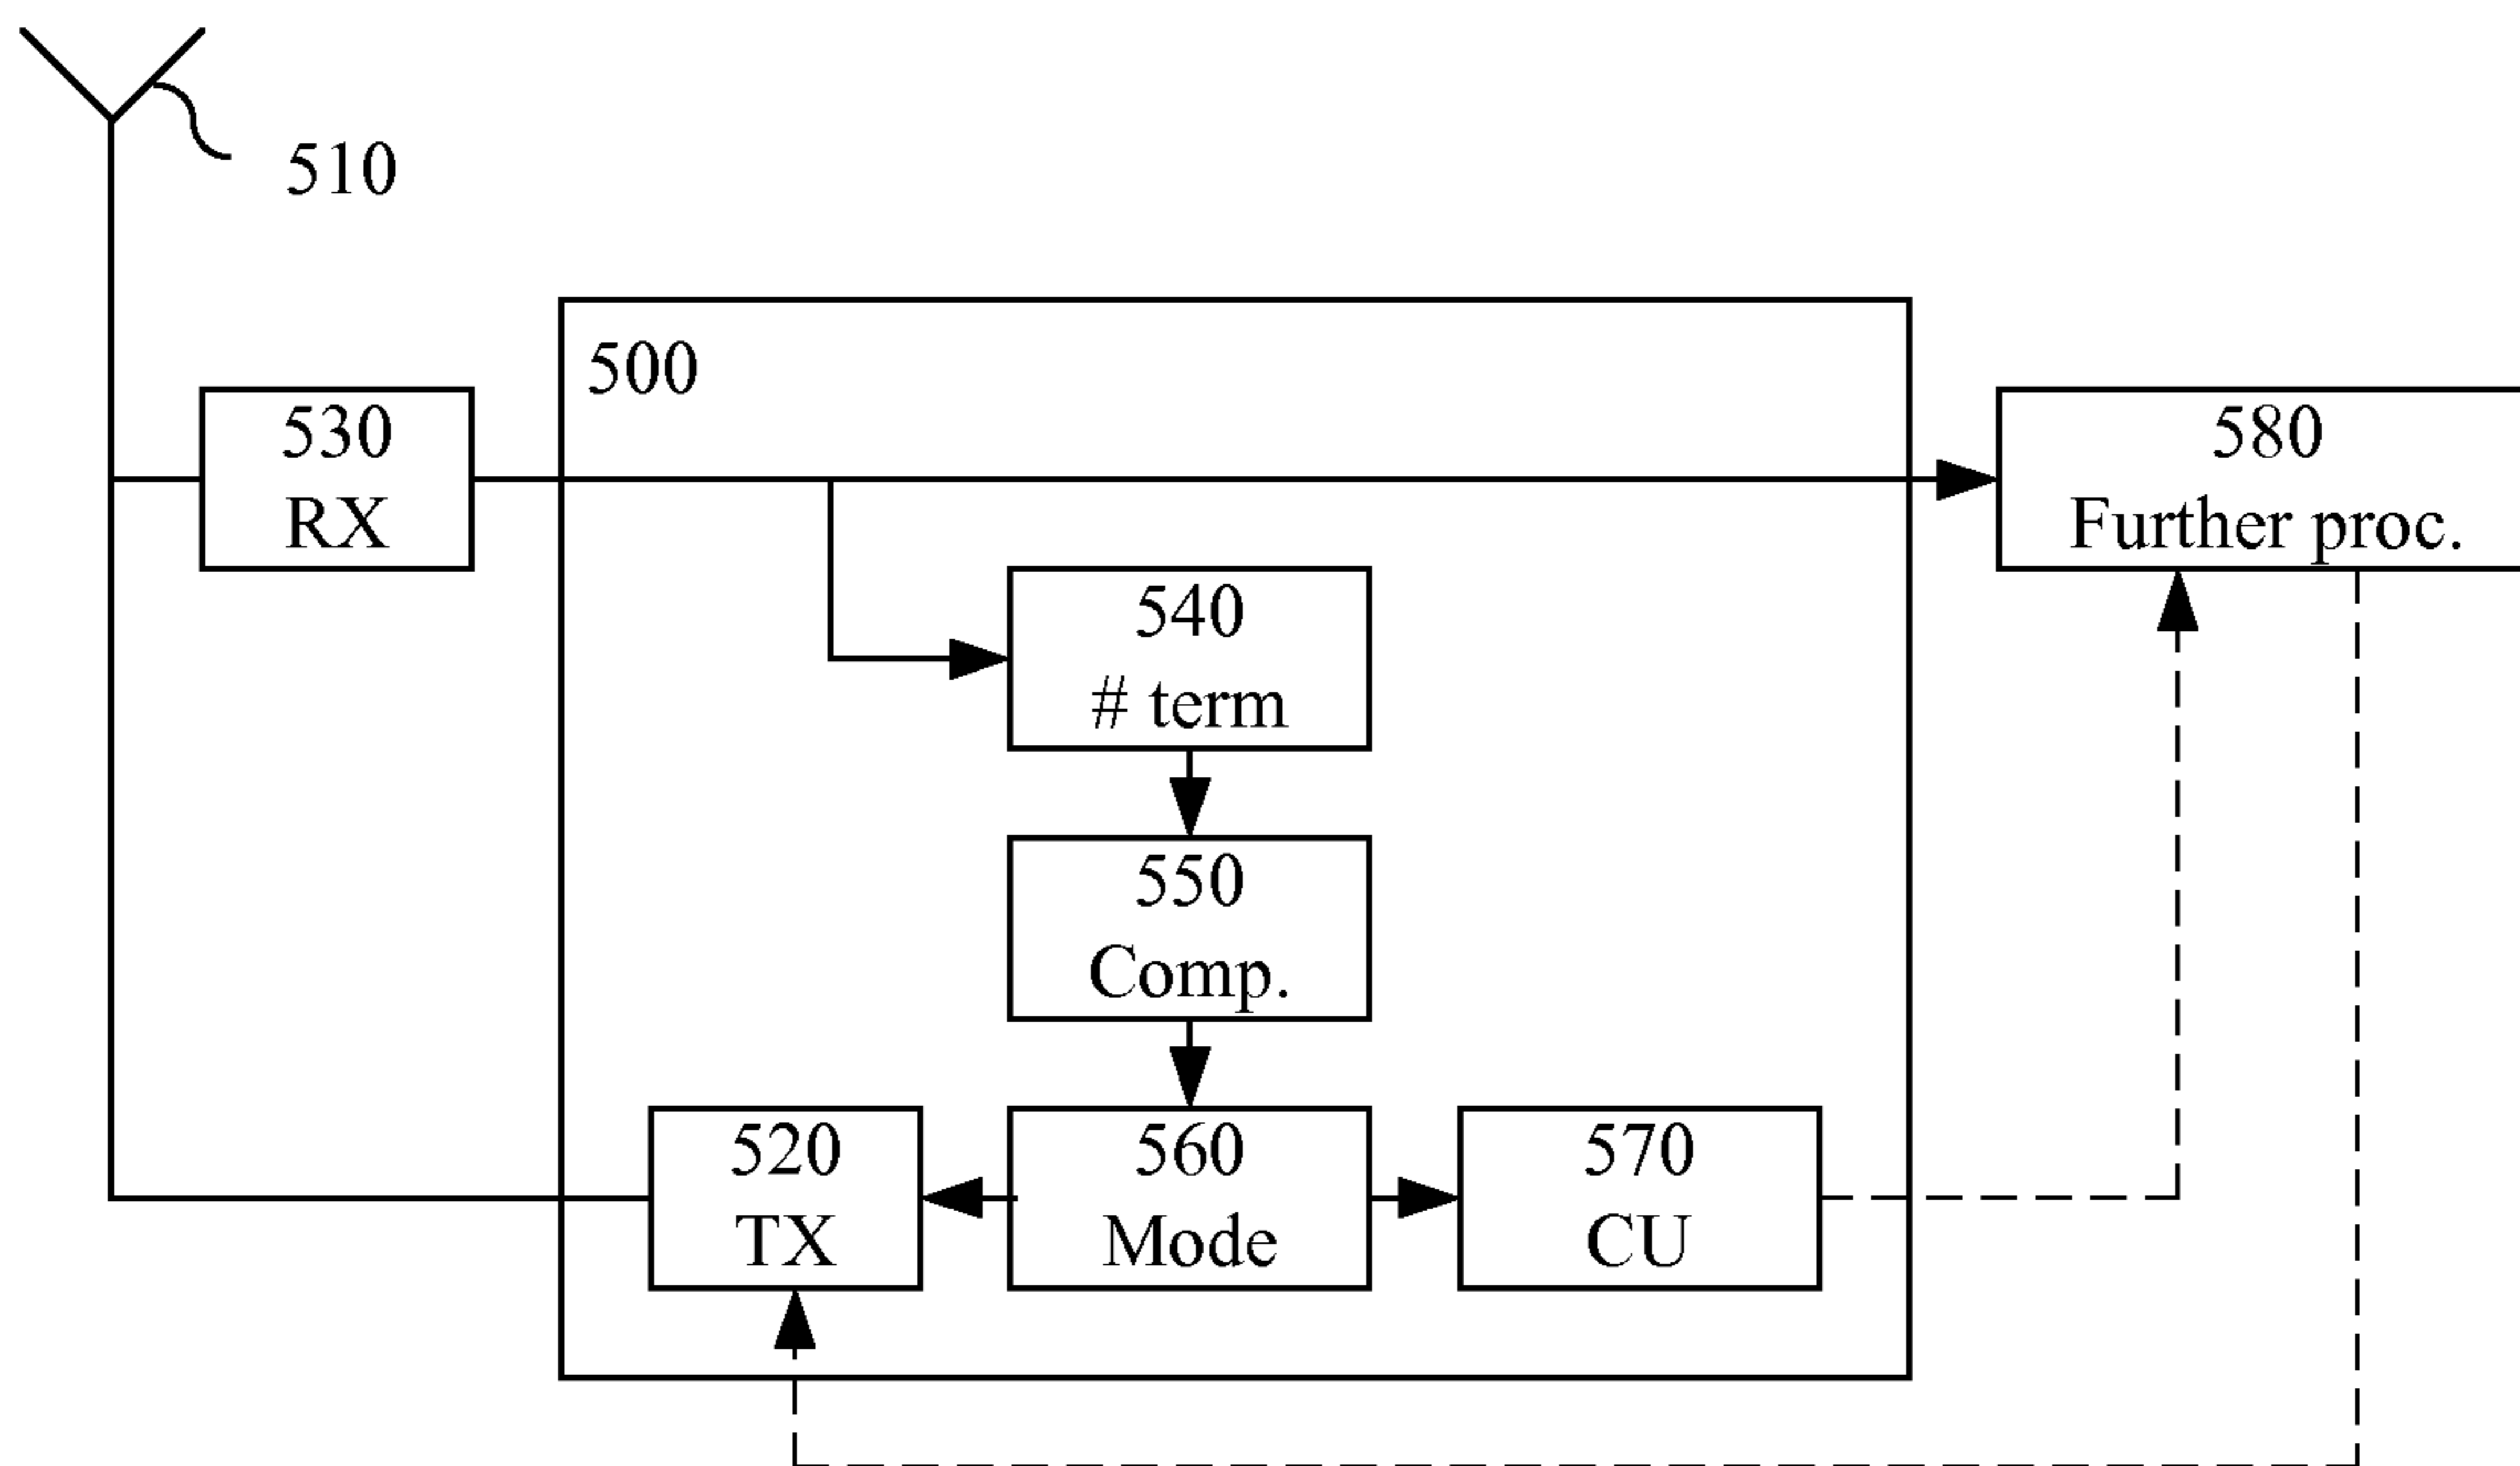 510
500
530
RX
580
Further proc.
540
# term
550
Comp.
520
TX
560
Mode
570
CU